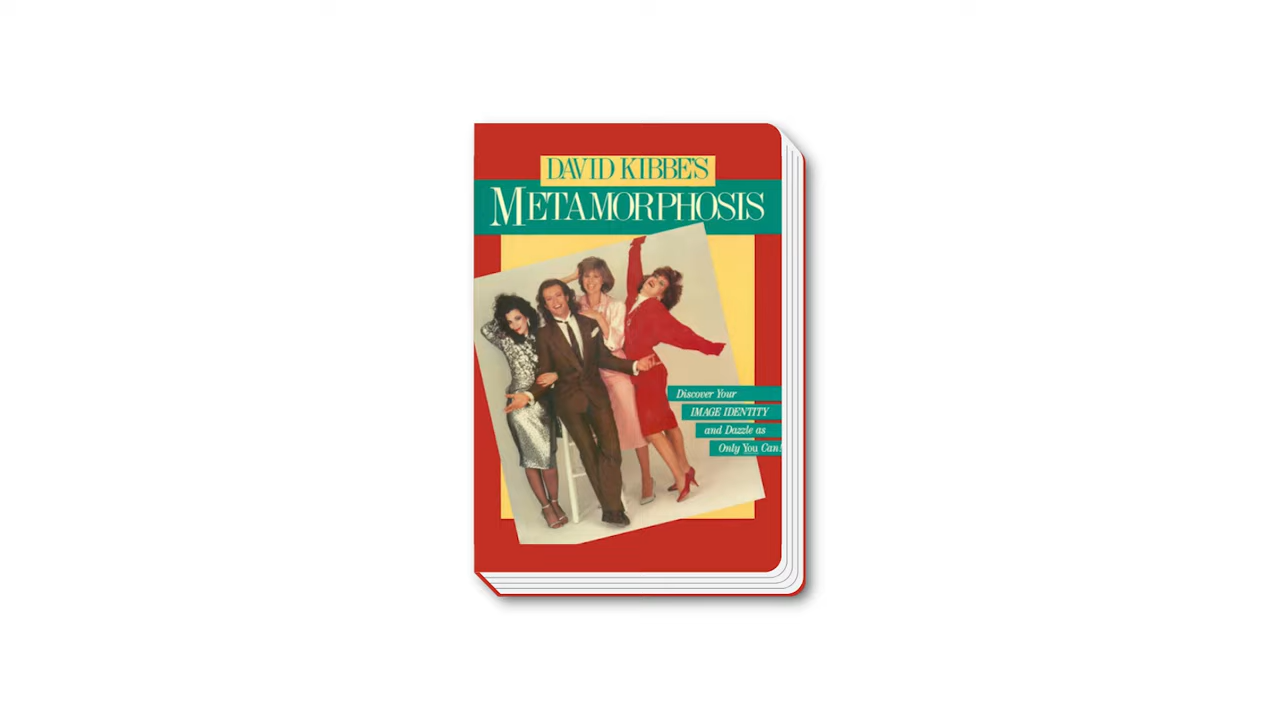 DAVID KIBBE'S
METAMORPHOSIS
Discover Your
IMAGE IDENTITY
and Dazzle as
Only You Can!